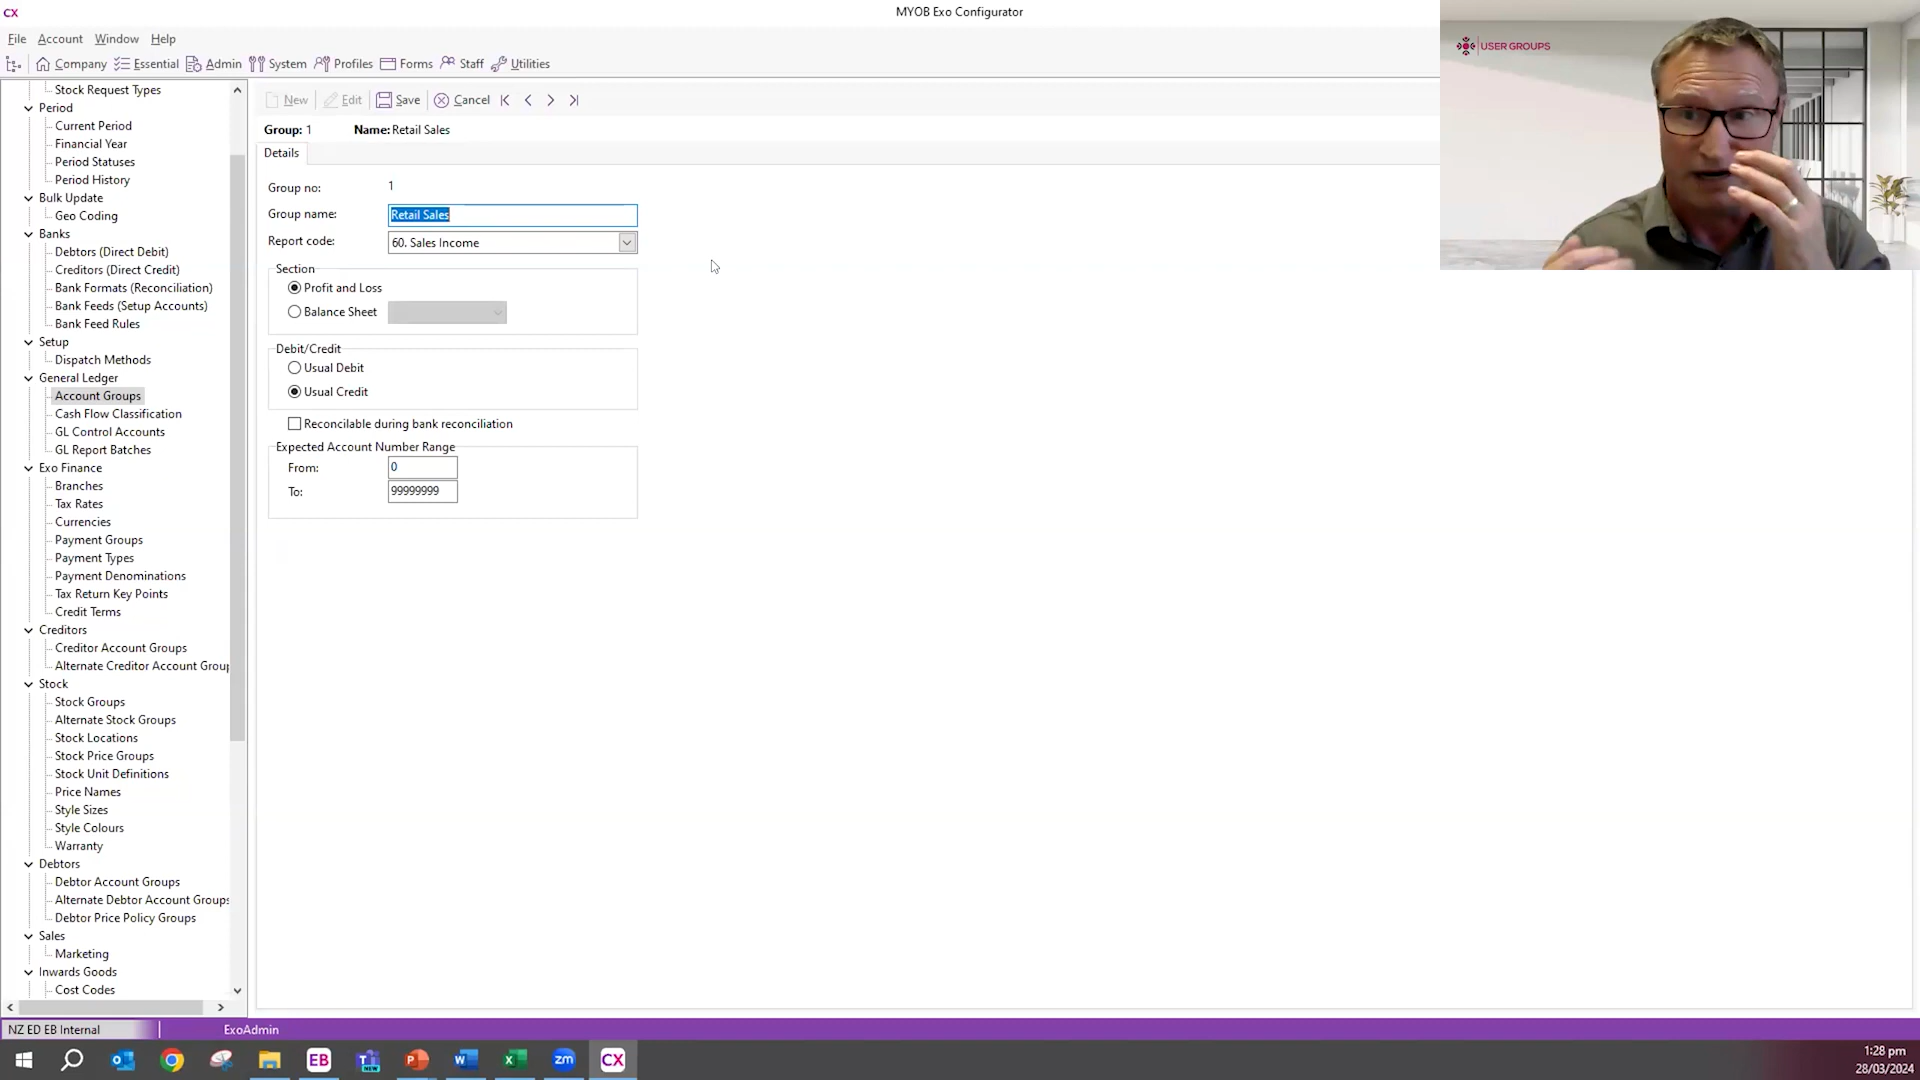 CX
MYOB Exo Configurator
File Account Window Help
Company Essential Admin System Profiles Forms Staff Utilities
USER GROUPS
Stock Request Types
Period
Current Period
Financial Year
Period Statuses
Period History
Bulk Update
Geo Coding
Banks
Debtors (Direct Debit)
Creditors (Direct Credit)
Bank Formats (Reconciliation)
Bank Feeds (Setup Accounts)
Bank Feed Rules
Setup
Dispatch Methods
General Ledger
Account Groups
Cash Flow Classification
GL Control Accounts
GL Report Batches
Exo Finance
Branches
Tax Rates
Currencies
Payment Groups
Payment Types
Payment Denominations
Tax Return Key Points
Credit Terms
Creditors
Creditor Account Groups
Alternate Creditor Account Group
Stock
Stock Groups
Alternate Stock Groups
Stock Locations
Stock Price Groups
Stock Unit Definitions
Price Names
Style Sizes
Style Colours
Warranty
Debtors
Debtor Account Groups
Alternate Debtor Account Groups
Debtor Price Policy Groups
Sales
Marketing
Inwards Goods
Cost Codes
New Edit Save Cancel
Group: 1 Name: Retail Sales
Details
Group no: 1
Group name: Retail Sales
Report code: 60. Sales Income
Section
Profit and Loss
Balance Sheet
Debit/Credit
Usual Debit
Usual Credit
Reconcilable during bank reconciliation
Expected Account Number Range
From: 0
To: 99999999
NZ ED EB Internal ExoAdmin
EB NEW zm CX
1:28 pm
28/03/2024